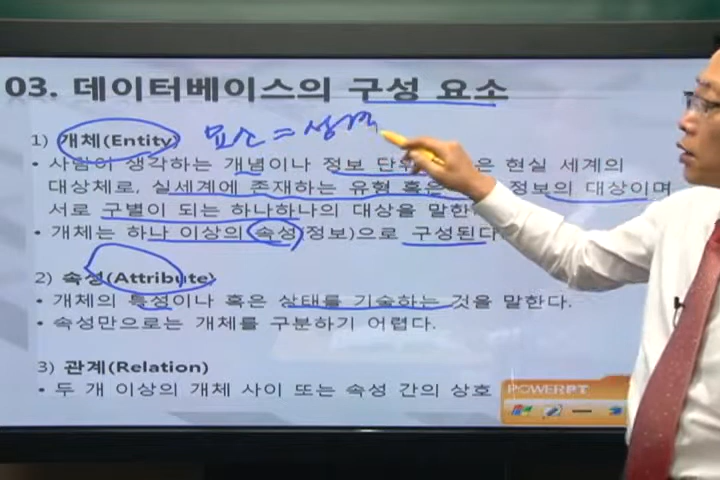 03. 데이터베이스의 구성 요소
1) 개체(Entity) 요소 =
• 사람이 생각하는 개념이나 정보 단위 은 현실 세계의
대상체로, 실세계에 존재하는 유형 혹은 정보의 대상이며
서로 구별이 되는 하나하나의 대상을 말한
• 개체는 하나 이상의 속성(정보)으로 구성된다
2) 속성(Attribute)
• 개체의 특성이나 혹은 상태를 기술하는 것을 말한다.
• 속성만으로는 개체를 구분하기 어렵다.
3) 관계(Relation)
• 두 개 이상의 개체 사이 또는 속성 간의 상호
POWERPT